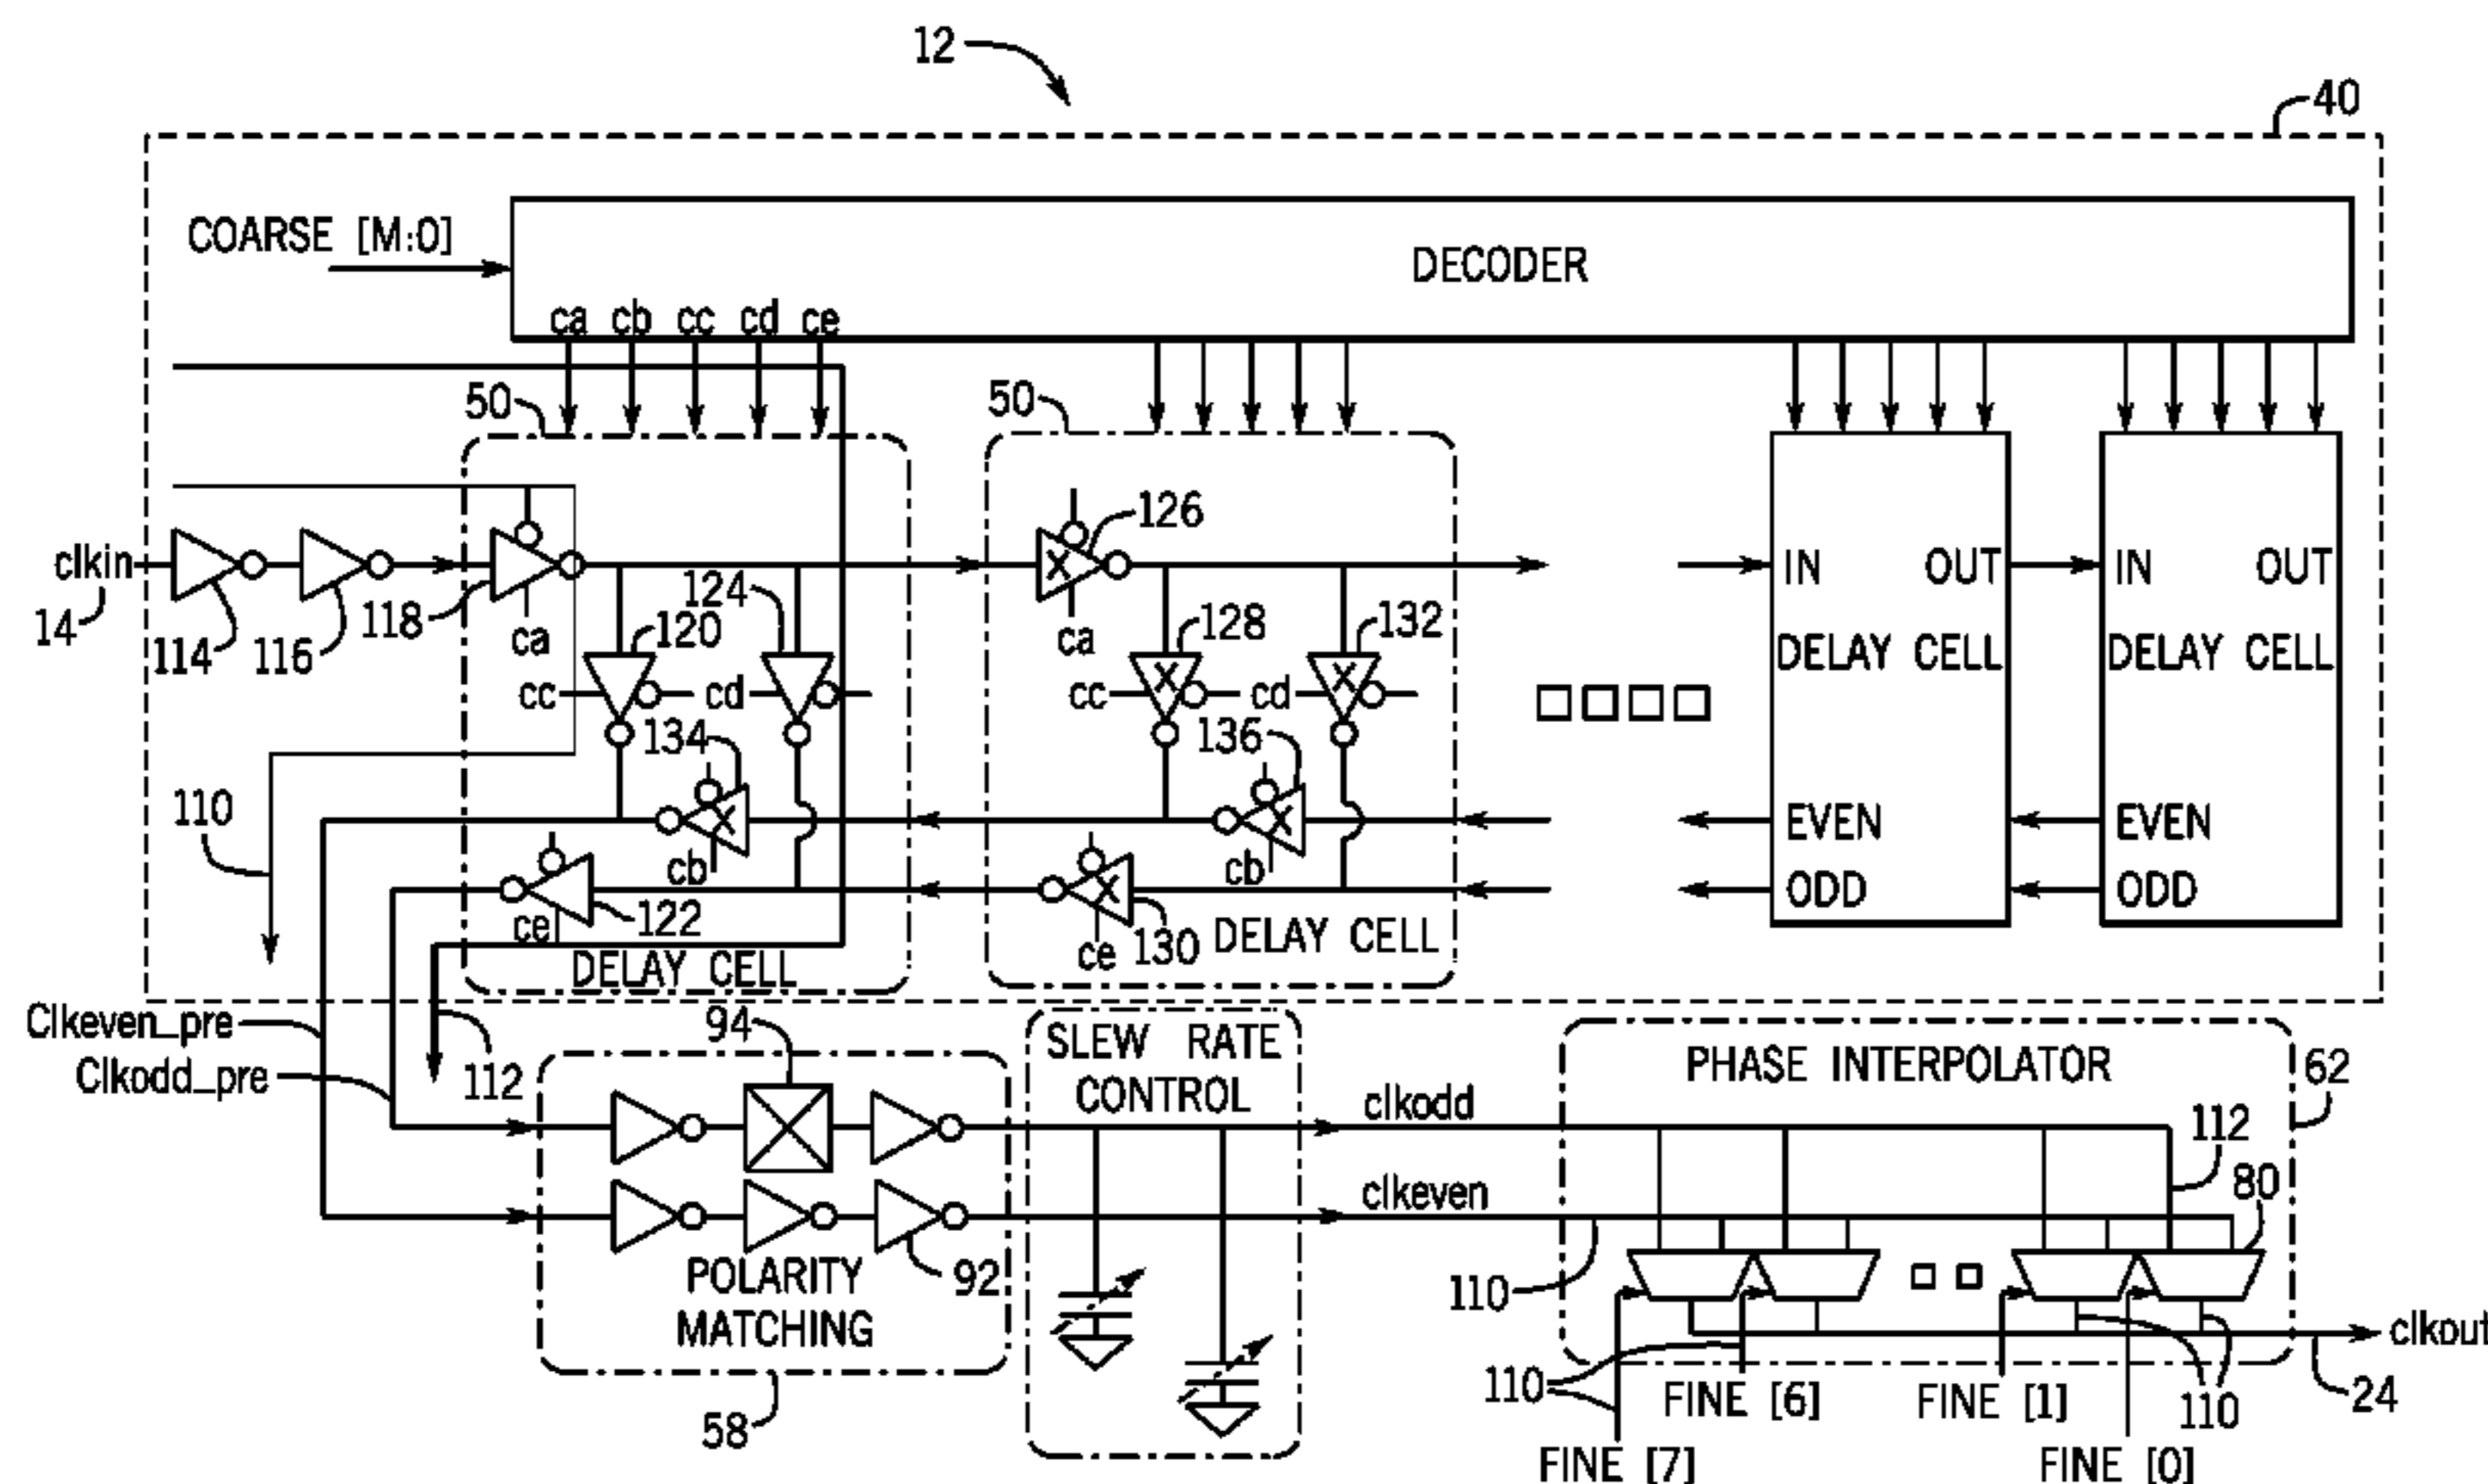 12
40
COARSE [M:0]
DECODER
ca cb cc cd ce
50
50
clkin
14
114
116
118
ca
120
124
cc
cd
134
cb
122
ce
DELAY CELL
126
ca
128
132
cc
cd
136
cb
130
ce
DELAY CELL
IN OUT
DELAY CELL
EVEN
ODD
IN OUT
DELAY CELL
EVEN
ODD
110
Clkeven_pre
Clkodd_pre
112
94
POLARITY
MATCHING
92
58
SLEW RATE
CONTROL
clkodd
clkeven
PHASE INTERPOLATOR
62
112
80
110
110
FINE [7]
FINE [6]
FINE [1]
FINE [0]
110
24
clkout